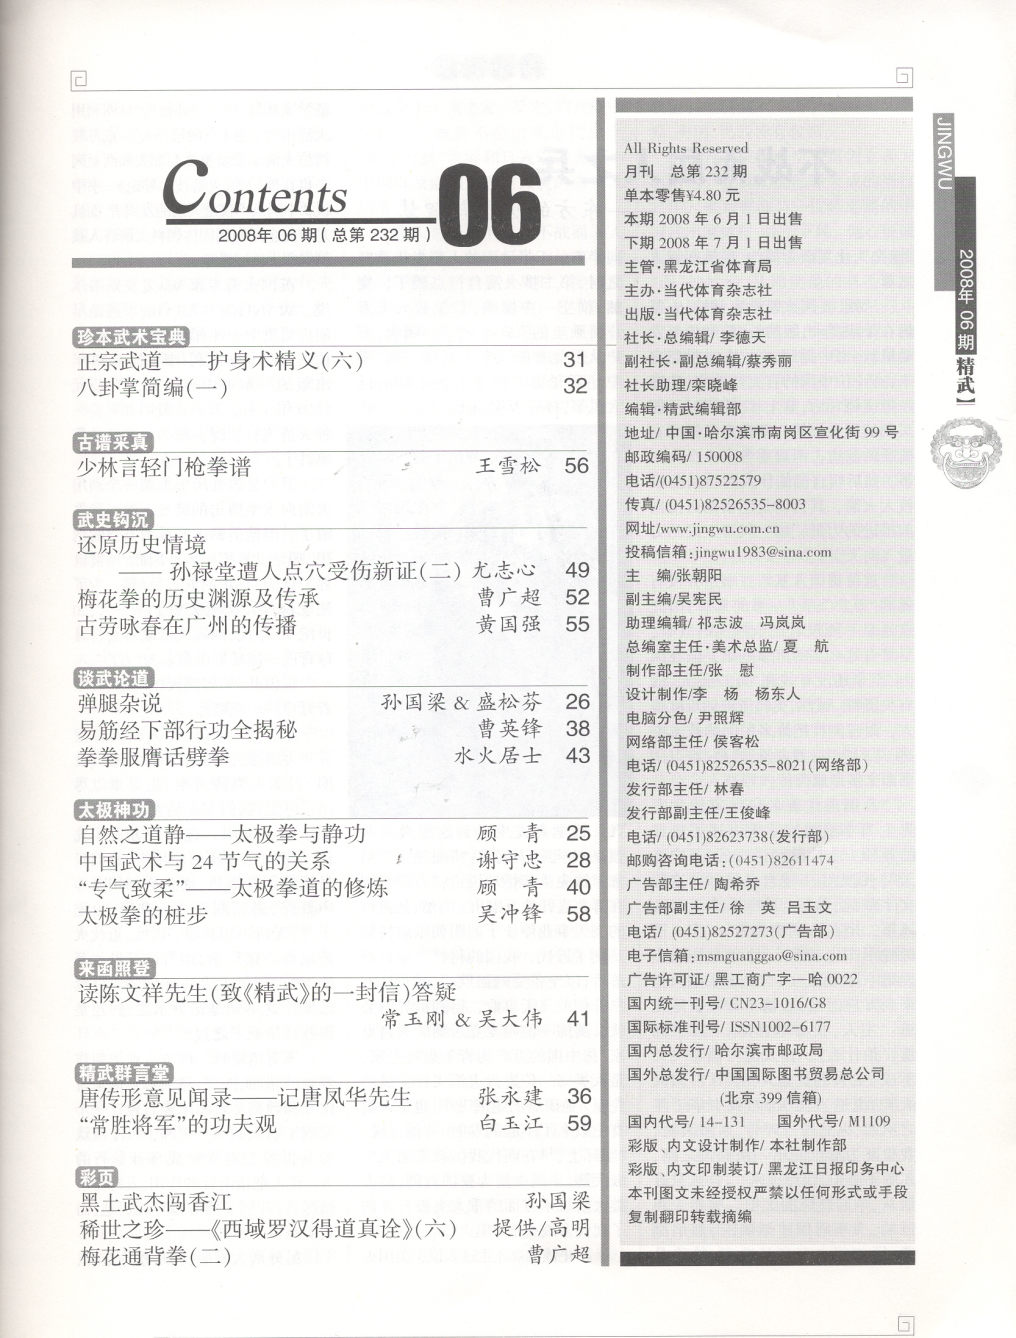 Contents
06
2008年 06 期(总第 232 期)
珍本武术宝典
正宗武道——护身术精义(六) 31
八卦掌简编(一) 32
古谱采真
少林言轻门枪拳谱 王雪松 56
武史钩沉
还原历史情境
—— 孙禄堂遭人点穴受伤新证(二) 尤志心 49
梅花拳的历史渊源及传承 曹广超 52
古劳咏春在广州的传播 黄国强 55
谈武论道
弹腿杂说 孙国梁 & 盛松芬 26
易筋经下部行功全揭秘 曹英锋 38
拳拳服膺话劈拳 水火居士 43
太极神功
自然之道静——太极拳与静功 顾 青 25
中国武术与 24 节气的关系 谢守忠 28
“专气致柔”——太极拳道的修炼 顾 青 40
太极拳的桩步 吴冲锋 58
来函照登
读陈文祥先生(致《精武》的一封信)答疑
常玉刚 & 吴大伟 41
精武群言堂
唐传形意见闻录——记唐凤华先生 张永建 36
“常胜将军”的功夫观 白玉江 59
彩页
黑土武杰闯香江 孙国梁
稀世之珍——《西域罗汉得道真诠》(六) 提供/高明
梅花通背拳(二) 曹广超
All Rights Reserved
月刊 总第 232 期
单本零售¥4.80 元
本期 2008 年 6 月 1 日出售
下期 2008 年 7 月 1 日出售
主管·黑龙江省体育局
主办·当代体育杂志社
出版·当代体育杂志社
社长·总编辑/ 李德天
副社长·副总编辑/蔡秀丽
社长助理/栾晓峰
编辑·精武编辑部
地址/ 中国·哈尔滨市南岗区宣化街 99 号
邮政编码/ 150008
电话/(0451)87522579
传真/ (0451)82526535-8003
网址/www.jingwu.com.cn
投稿信箱:jingwu1983@sina.com
主 编/张朝阳
副主编/吴宪民
助理编辑/ 祁志波 冯岚岚
总编室主任·美术总监/ 夏 航
制作部主任/张 慰
设计制作/李 杨 杨东人
电脑分色/ 尹照辉
网络部主任/ 侯客松
电话/ (0451)82526535-8021(网络部)
发行部主任/ 林春
发行部副主任/王俊峰
电话/ (0451)82623738(发行部)
邮购咨询电话:(0451)82611474
广告部主任/ 陶希乔
广告部副主任/ 徐 英 吕玉文
电话/ (0451)82527273(广告部)
电子信箱:msmguanggao@sina.com
广告许可证/ 黑工商广字—哈 0022
国内统一刊号/ CN23-1016/G8
国际标准刊号/ ISSN1002-6177
国内总发行/ 哈尔滨市邮政局
国外总发行/ 中国国际图书贸易总公司
(北京 399 信箱)
国内代号/ 14-131 国外代号/ M1109
彩版、内文设计制作/ 本社制作部
彩版、内文印制装订/ 黑龙江日报印务中心
本刊图文未经授权严禁以任何形式或手段
复制翻印转载摘编
JINGWU
2008年 06 期 精武】